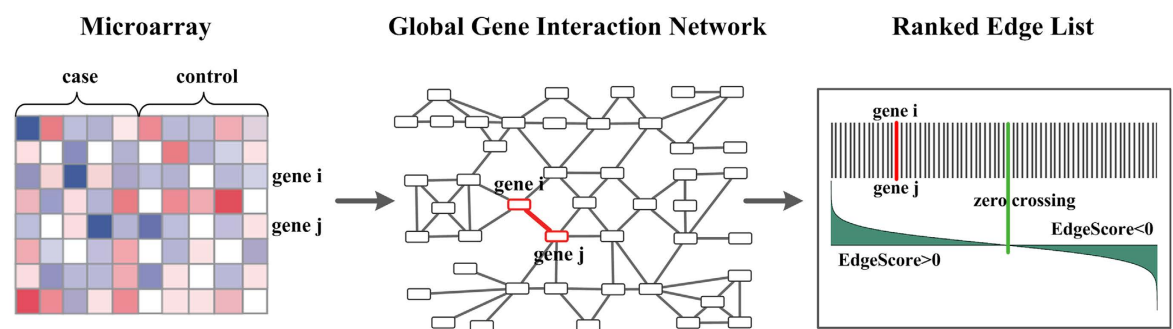 Microarray
case
control
gene i
gene j
Global Gene Interaction Network
gene i
gene j
Ranked Edge List
gene i
gene j
zero crossing
EdgeScore<0
EdgeScore>0